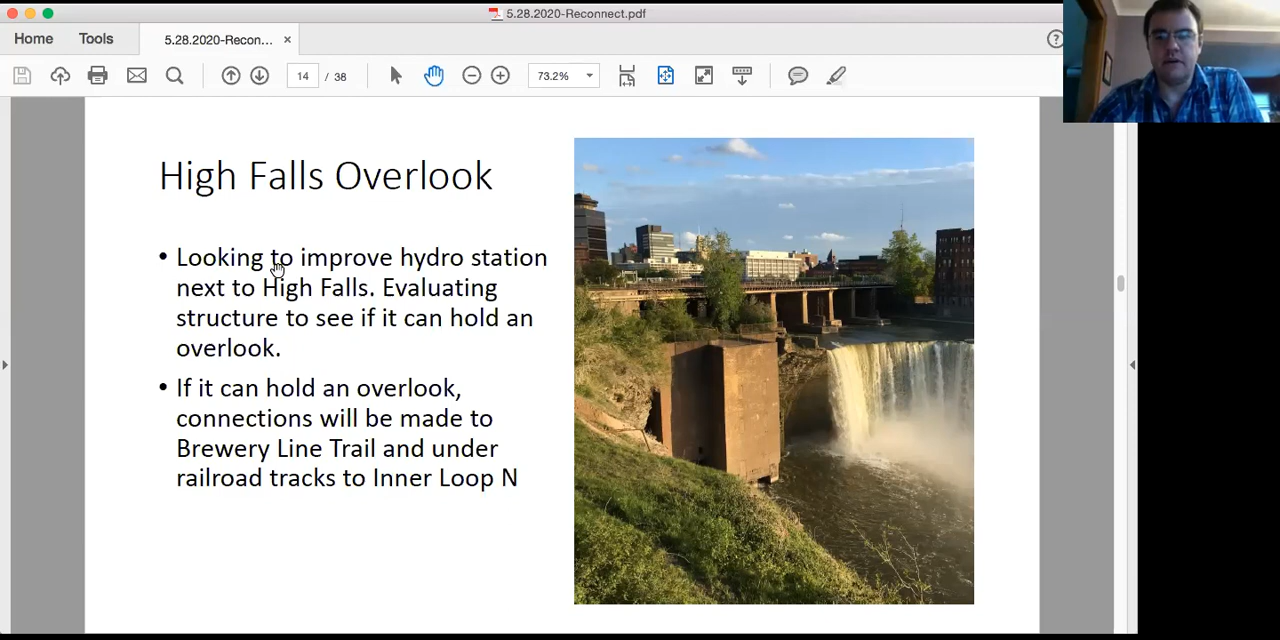 5.28.2020-Reconnect.pdf
Home Tools 5.28.2020-Recon... ×
14 / 38 73.2%
High Falls Overlook
• Looking to improve hydro station
next to High Falls. Evaluating
structure to see if it can hold an
overlook.
• If it can hold an overlook,
connections will be made to
Brewery Line Trail and under
railroad tracks to Inner Loop N